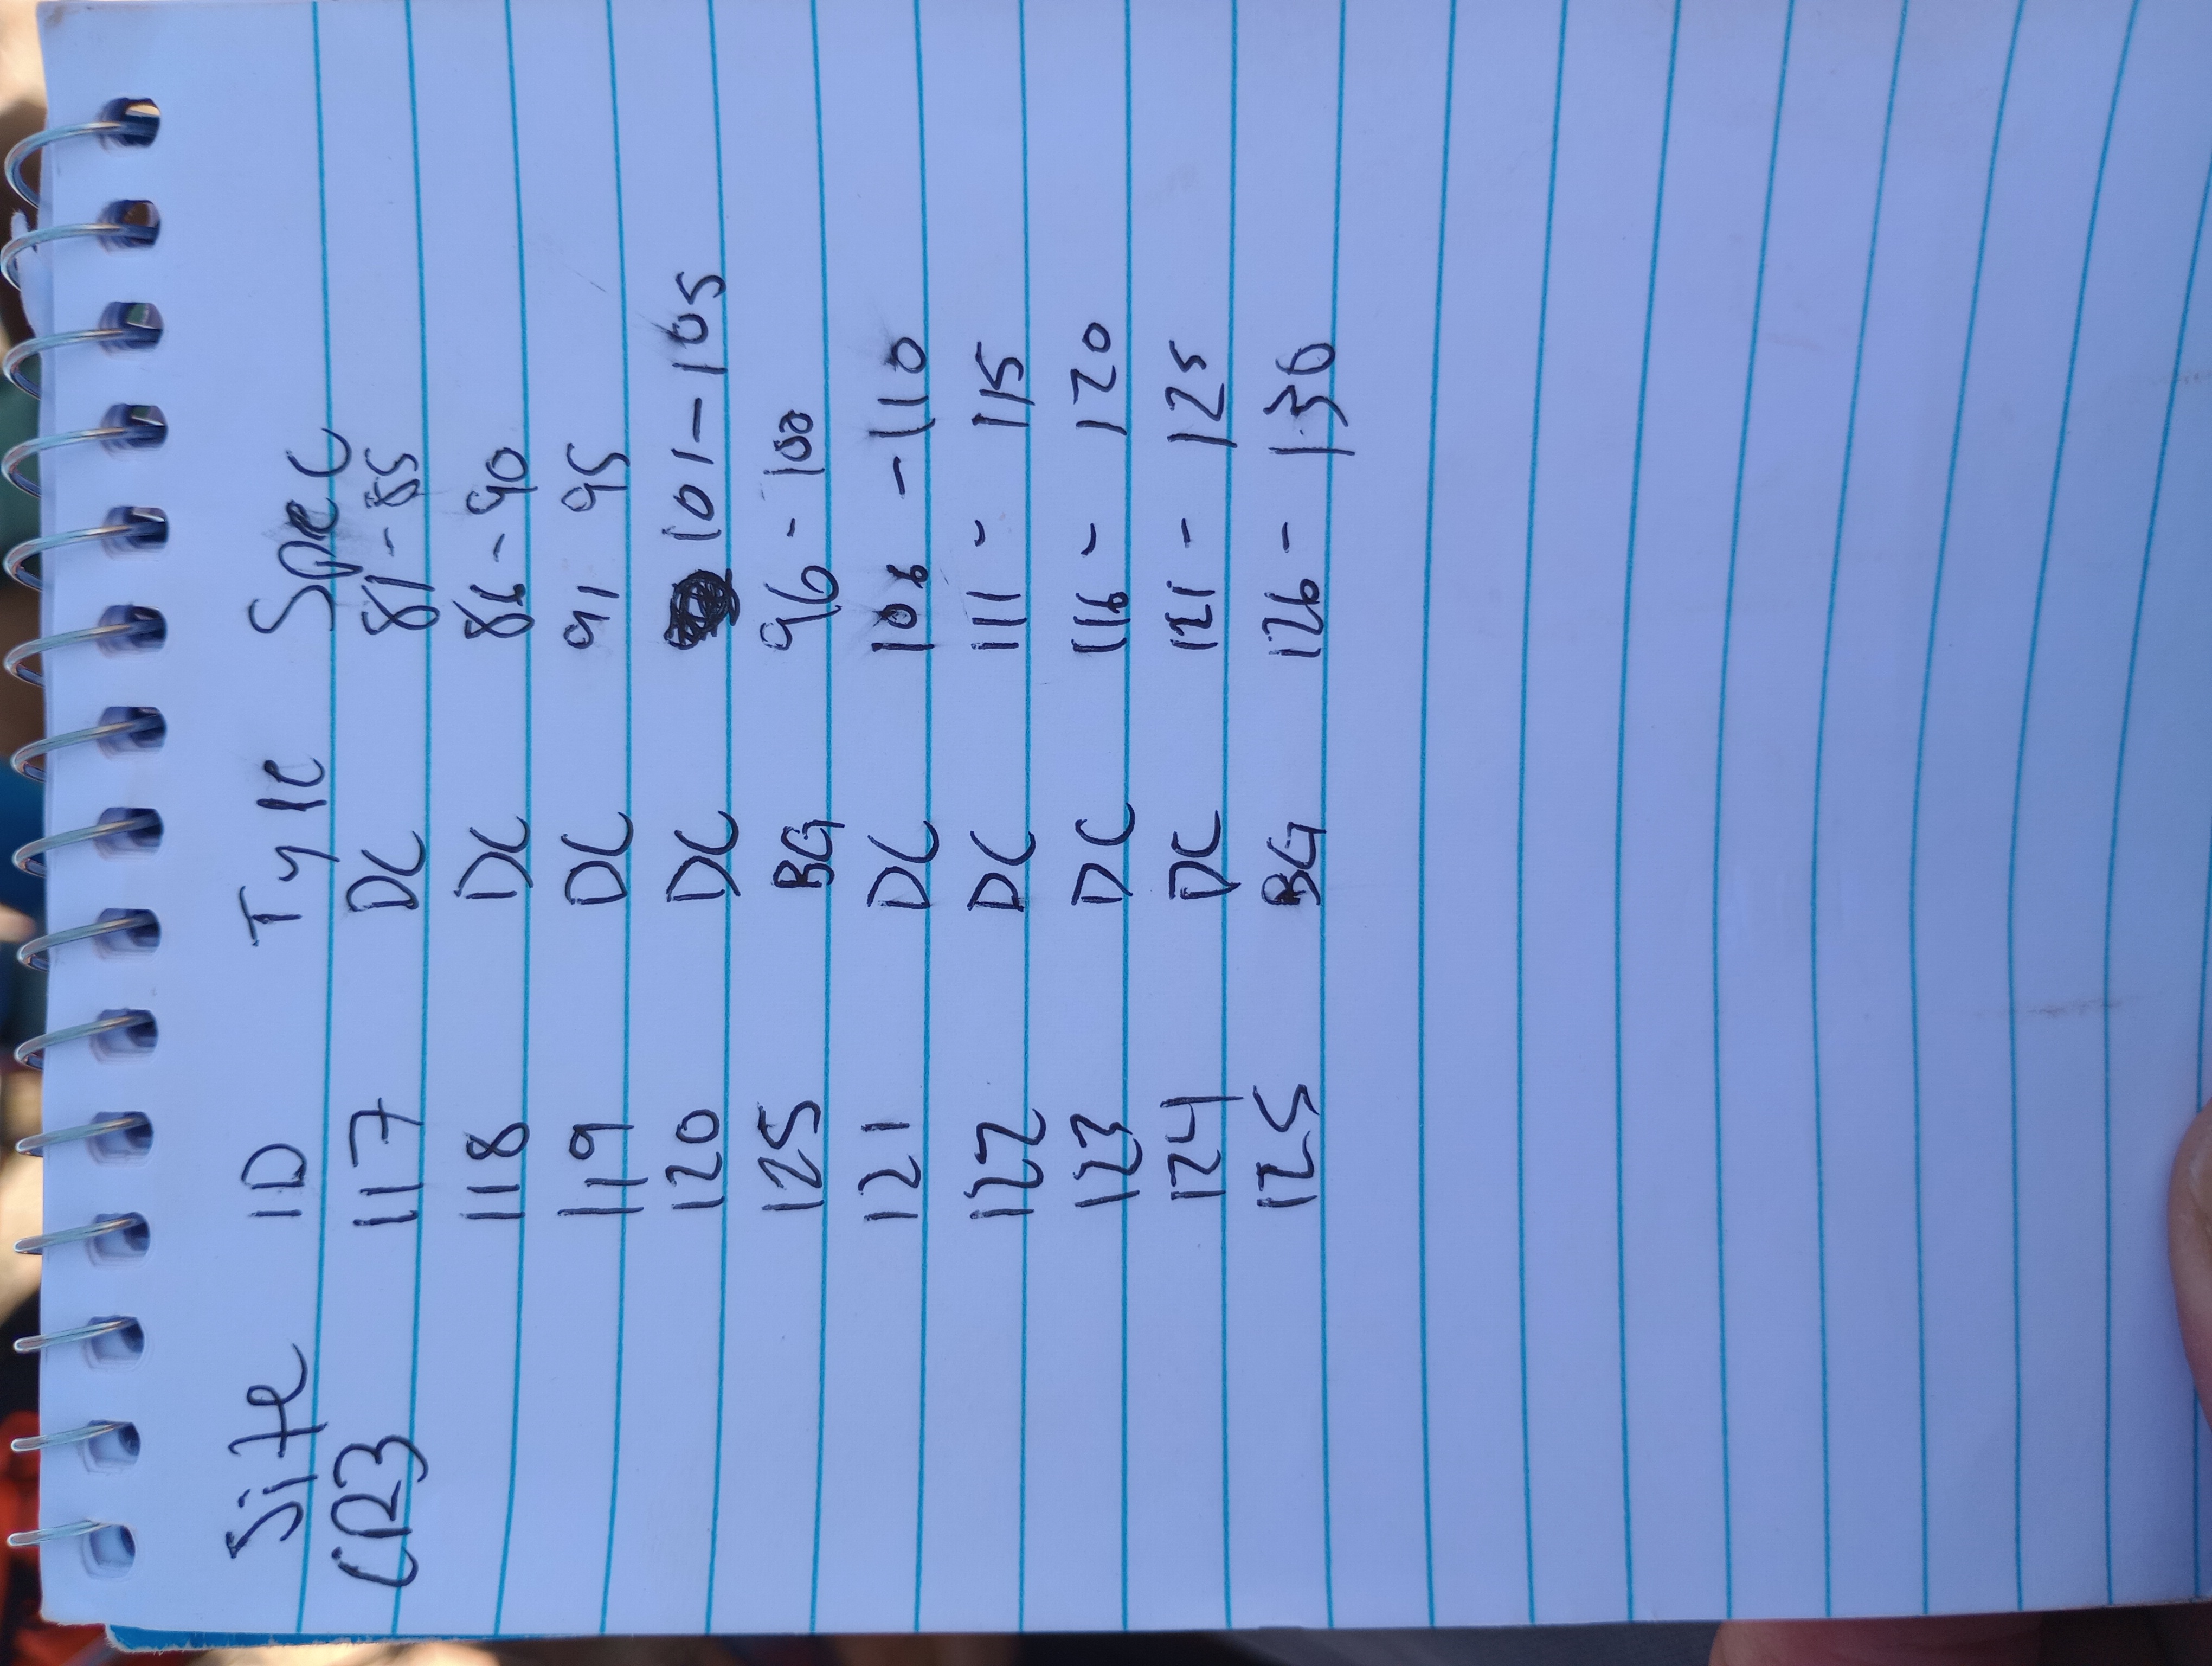 Site ID Type Spec
CR3 117 DC 81-85
118 DC 86-90
119 DC 91 95
120 DC 101-105
125 BG 96-100
121 DC 106-110
122 DC 111-115
123 DC 116-120
124 DC 121-125
125 BG 126-130